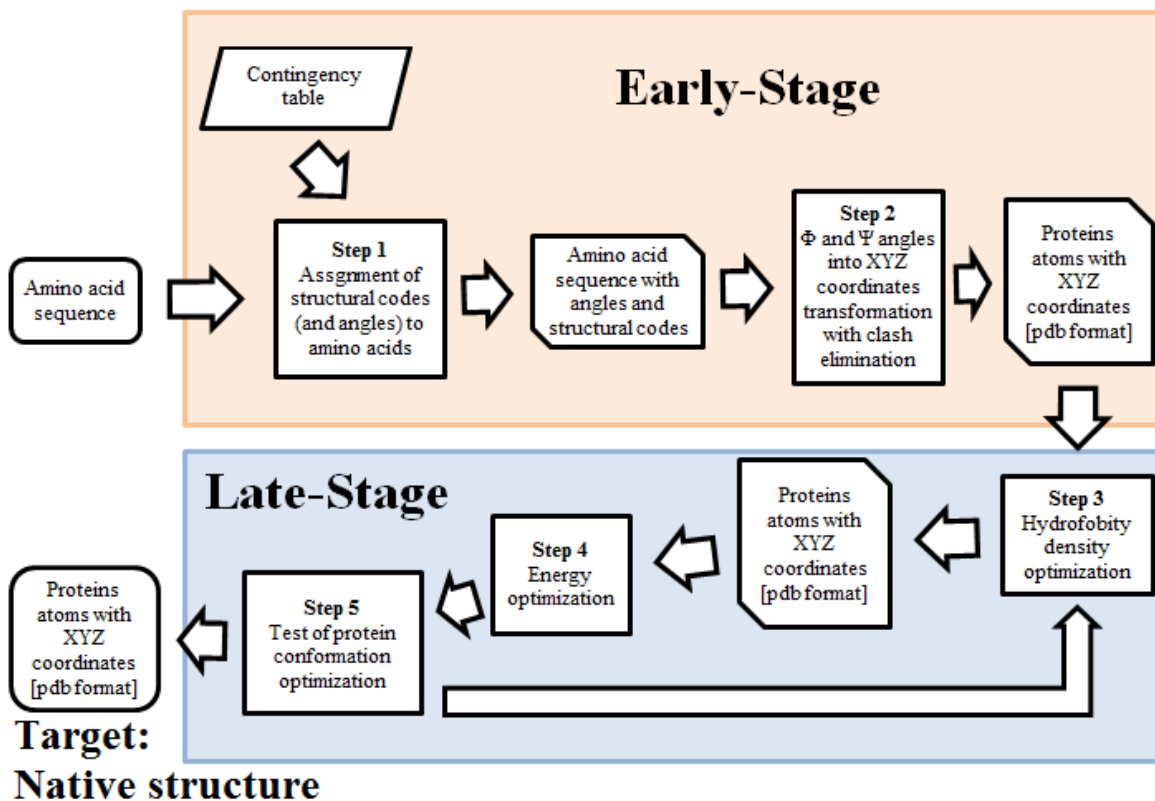 Contingency
table
Early-Stage
Amino acid
sequence
Step 1
Assgnment of
structural codes
(and angles) to
amino acids
Amino acid
sequence with
angles and
structural codes
Step 2
Φ and Ψ angles
into XYZ
coordinates
transformation
with clash
elimination
Proteins
atoms with
XYZ
coordinates
[pdb format]
Late-Stage
Step 3
Hydrofobity
density
optimization
Proteins
atoms with
XYZ
coordinates
[pdb format]
Step 4
Energy
optimization
Step 5
Test of protein
conformation
optimization
Proteins
atoms with
XYZ
coordinates
[pdb format]
Target:
Native structure